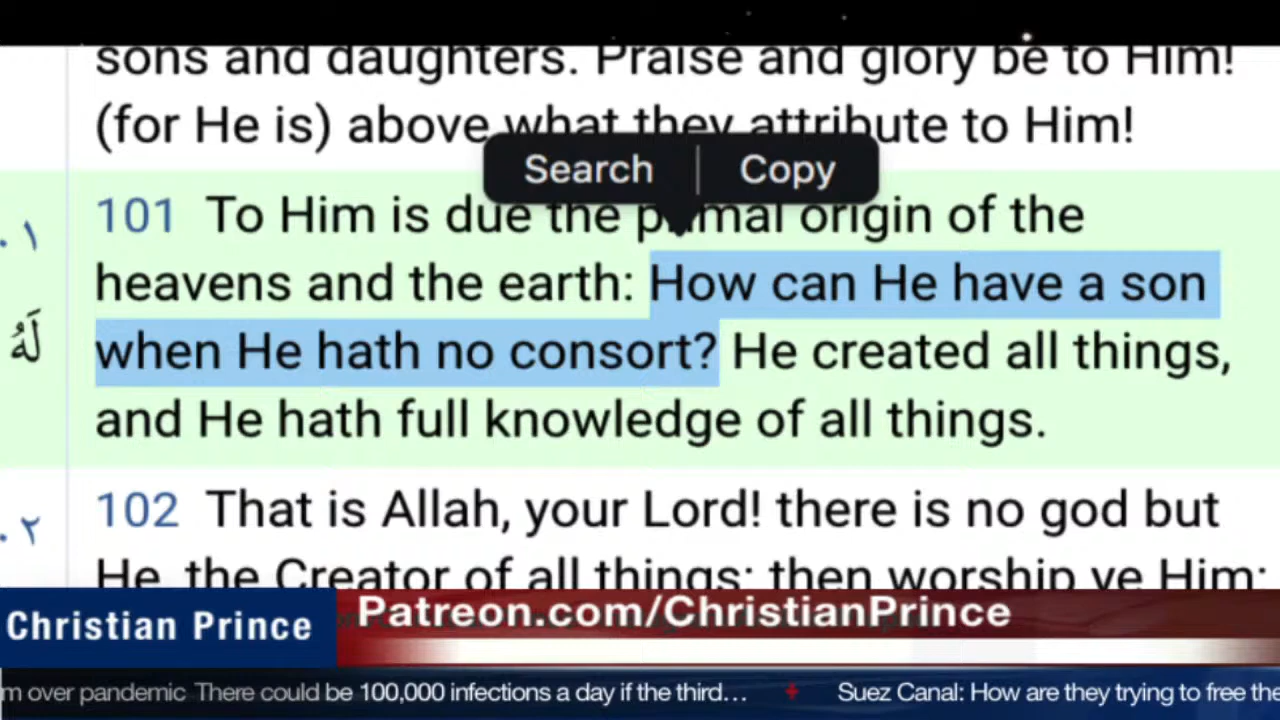 sons and daughters. Praise and glory be to Him!
(for He is) above what they attribute to Him!
Search Copy
101 To Him is due the primal origin of the
heavens and the earth: How can He have a son
when He hath no consort? He created all things,
and He hath full knowledge of all things.
لَهُ
102 That is Allah, your Lord! there is no god but
He, the Creator of all things: then worship ye Him:
Christian Prince
Patreon.com/ChristianPrince
m over pandemic There could be 100,000 infections a day if the third... Suez Canal: How are they trying to free the